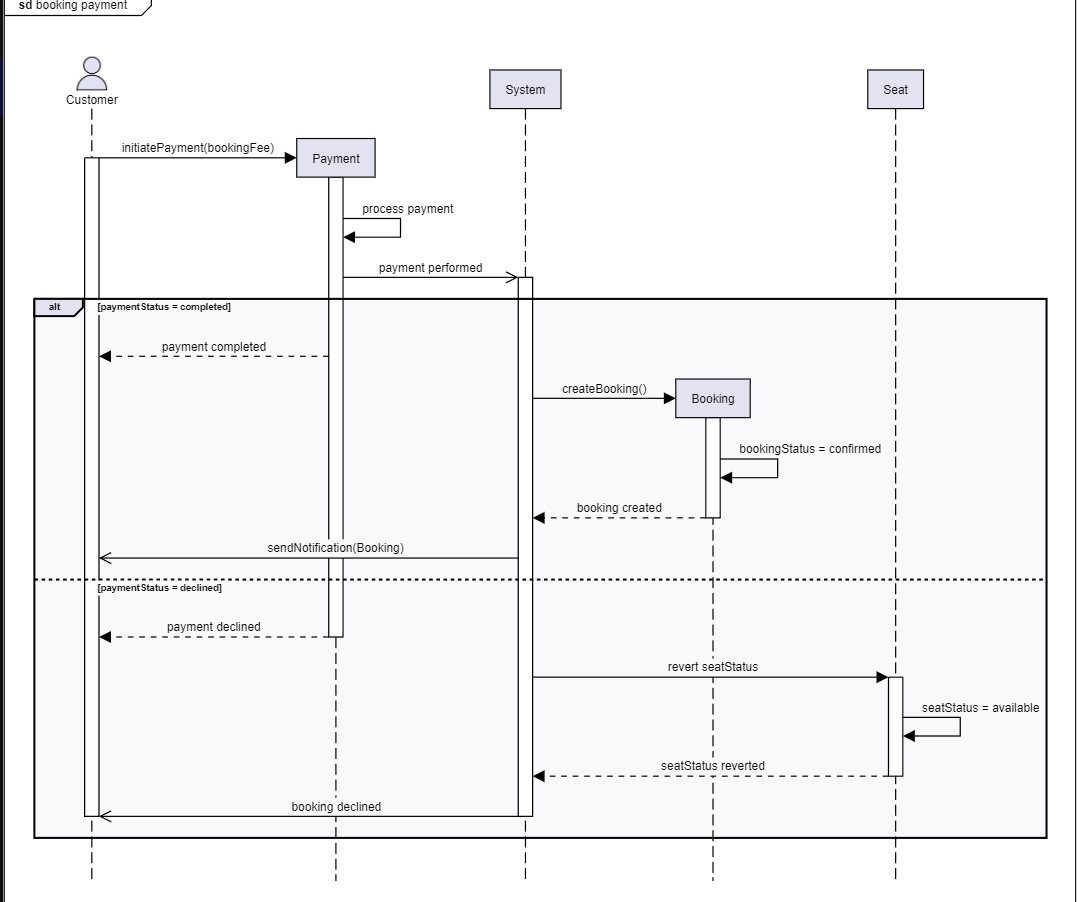 sd booking payment
Customer
System
Seat
initiatePayment(bookingFee)
Payment
process payment
payment performed
alt
[paymentStatus = completed]
payment completed
createBooking()
Booking
bookingStatus = confirmed
booking created
sendNotification(Booking)
[paymentStatus = declined]
payment declined
revert seatStatus
seatStatus = available
seatStatus reverted
booking declined